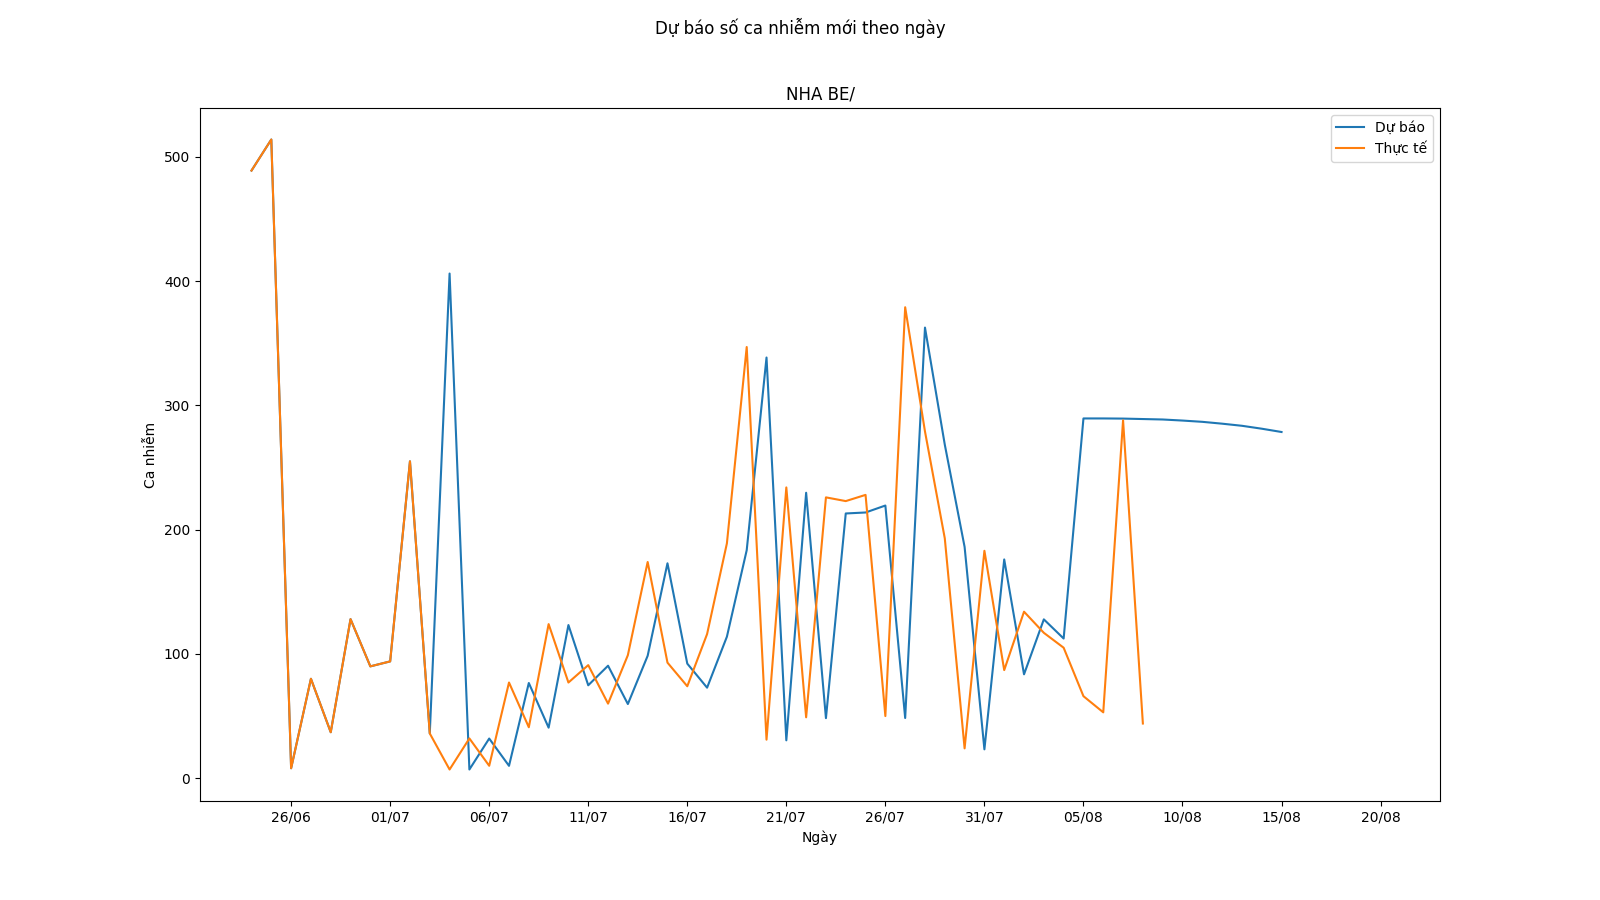 Dự báo số ca nhiễm mới theo ngày
NHA BE/
Dự báo
Thực tế
500
400
300
200
100
0
Ca nhiễm
26/06 01/07 06/07 11/07 16/07 21/07 26/07 31/07 05/08 10/08 15/08 20/08
Ngày